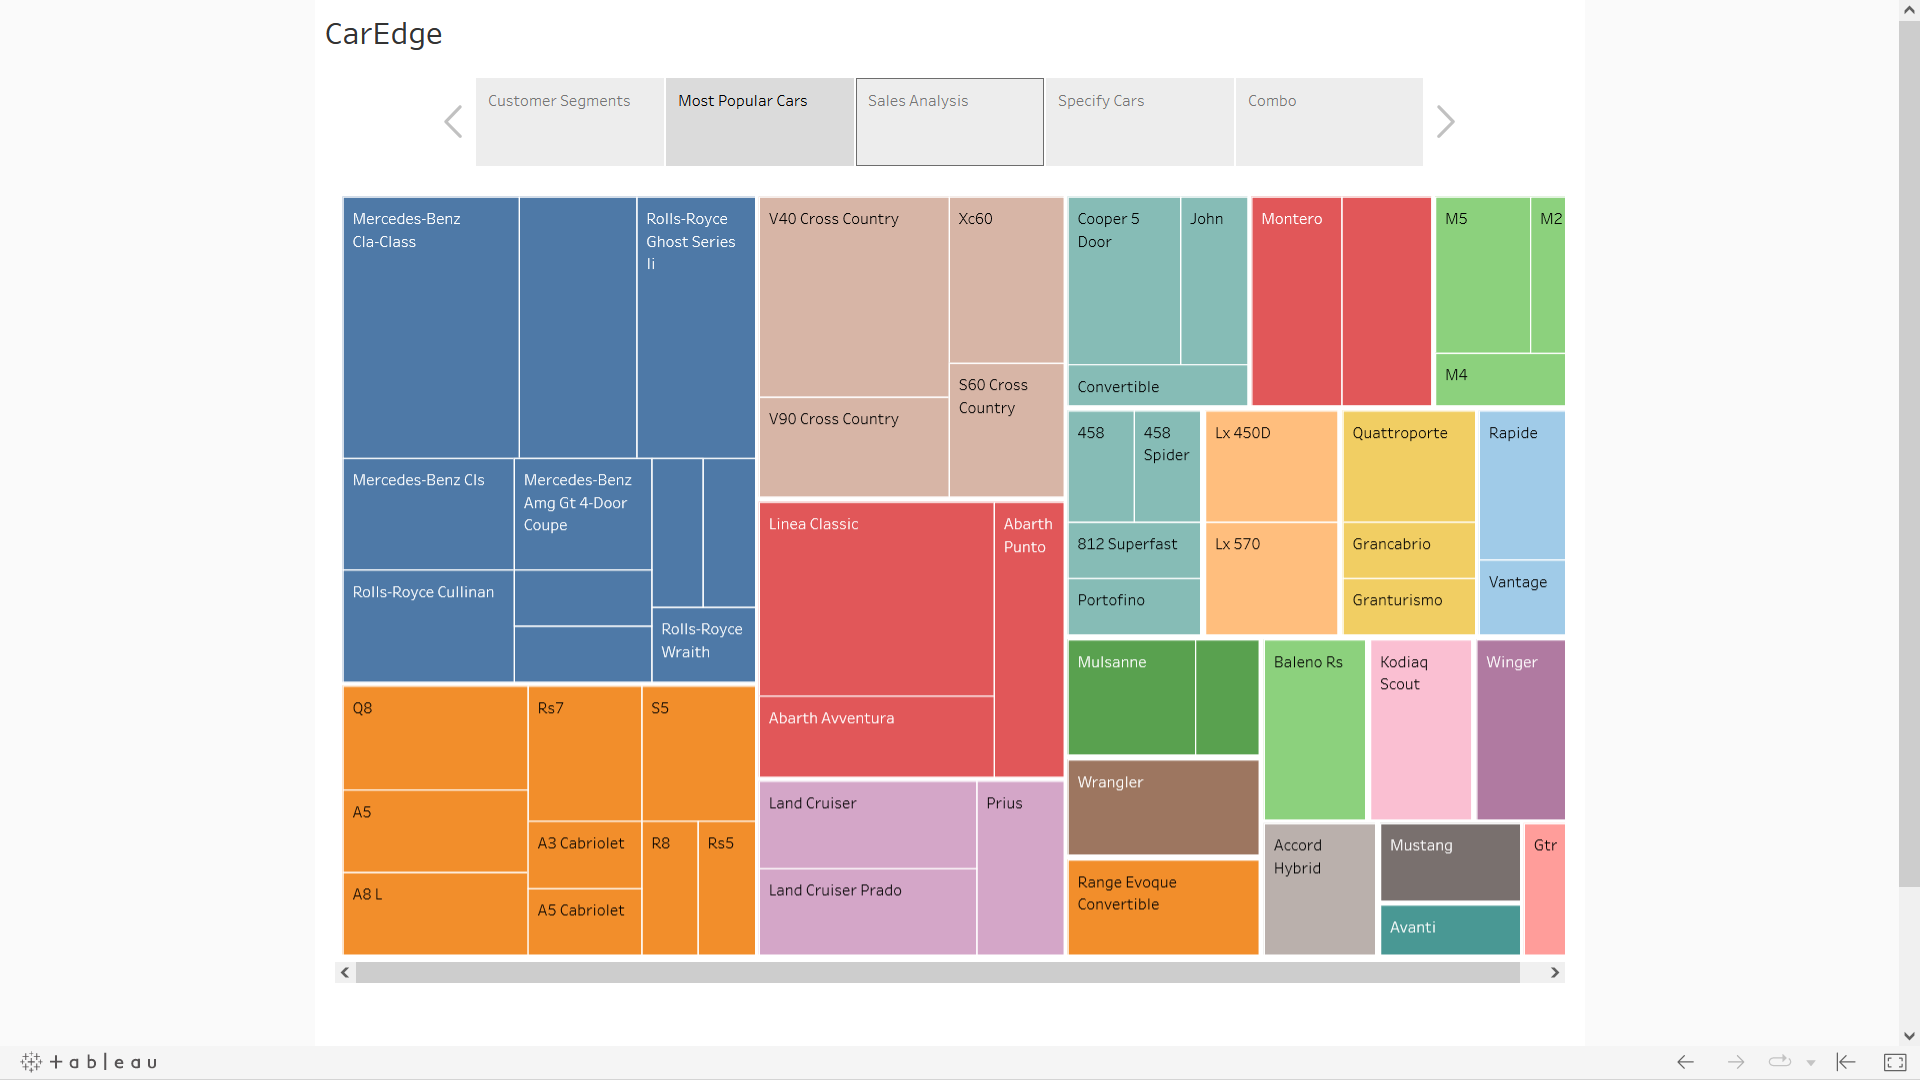 CarEdge
Customer Segments
Most Popular Cars
Sales Analysis
Specify Cars
Combo
Mercedes-Benz
Cla-Class
Rolls-Royce
Ghost Series
Ii
Mercedes-Benz Cls
Mercedes-Benz
Amg Gt 4-Door
Coupe
Rolls-Royce Cullinan
Rolls-Royce
Wraith
Q8
Rs7
S5
A5
A3 Cabriolet
R8
Rs5
A8 L
A5 Cabriolet
V40 Cross Country
Xc60
V90 Cross Country
S60 Cross
Country
Linea Classic
Abarth
Punto
Abarth Avventura
Land Cruiser
Prius
Land Cruiser Prado
Cooper 5
Door
John
Convertible
Montero
M5
M2
M4
458
458
Spider
812 Superfast
Portofino
Lx 450D
Lx 570
Quattroporte
Grancabrio
Granturismo
Rapide
Vantage
Mulsanne
Wrangler
Range Evoque
Convertible
Baleno Rs
Kodiaq
Scout
Winger
Accord
Hybrid
Mustang
Avanti
Gtr
+ a b l e a u